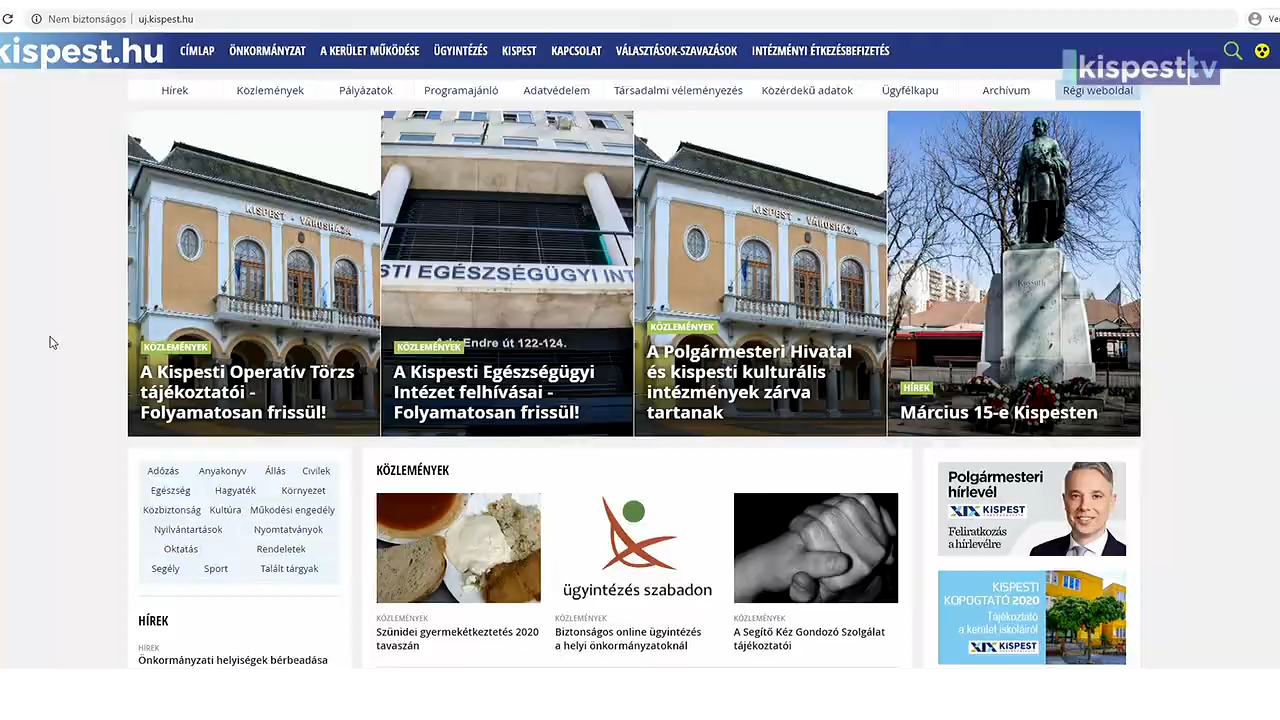 Nem biztonságos
uj.kispest.hu
kispest.hu
CÍMLAP ÖNKORMÁNYZAT A KERÜLET MŰKÖDÉSE ÜGYINTÉZÉS KISPEST KAPCSOLAT VÁLASZTÁSOK-SZAVAZÁSOK INTÉZMÉNYI ÉTKEZÉSBEFIZETÉS
kispest tv
Hírek Közlemények Pályázatok Programajánló Adatvédelem Társadalmi véleményezés Közérdekű adatok Ügyfélkapu Archívum Régi weboldal
KISPEST · VÁROSHÁZA
KÖZLEMÉNYEK
A Kispesti Operatív Törzs
tájékoztatói -
Folyamatosan frissül!
STI EGÉSZSÉGÜGYI INT
Endre út 122-124.
KÖZLEMÉNYEK
A Kispesti Egészségügyi
Intézet felhívásai -
Folyamatosan frissül!
KISPEST · VÁROSHÁZA
KÖZLEMÉNYEK
A Polgármesteri Hivatal
és kispesti kulturális
intézmények zárva
tartanak
HÍREK
Március 15-e Kispesten
Adózás Anyakonyv Állás Civilek
Egészség Hagyaték Környezet
Közbiztonság Kultúra Működési engedély
Nyilvántartások Nyomtatványok
Oktatás Rendeletek
Segély Sport Talált tárgyak
HÍREK
HÍREK
Önkormányzati helyiségek bérbeadása
KÖZLEMÉNYEK
KÖZLEMÉNYEK
Szünidei gyermekétkeztetés 2020
tavaszán
ügyintézés szabadon
KÖZLEMÉNYEK
Biztonságos online ügyintézés
a helyi önkormányzatoknál
KÖZLEMÉNYEK
A Segítő Kéz Gondozó Szolgálat
tájékoztatói
Polgármesteri
hírlevél
XIX KISPEST
Feliratkozás
a hírlevélre
KISPESTI
KOPOGTATÓ 2020
Tájékoztató
a kerület iskoláiról
XIX KISPEST